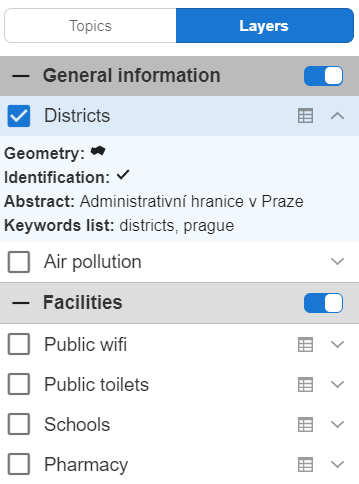 Topics Layers
General information
Districts
Geometry:
Identification:
Abstract: Administrativní hranice v Praze
Keywords list: districts, prague
Air pollution
Facilities
Public wifi
Public toilets
Schools
Pharmacy